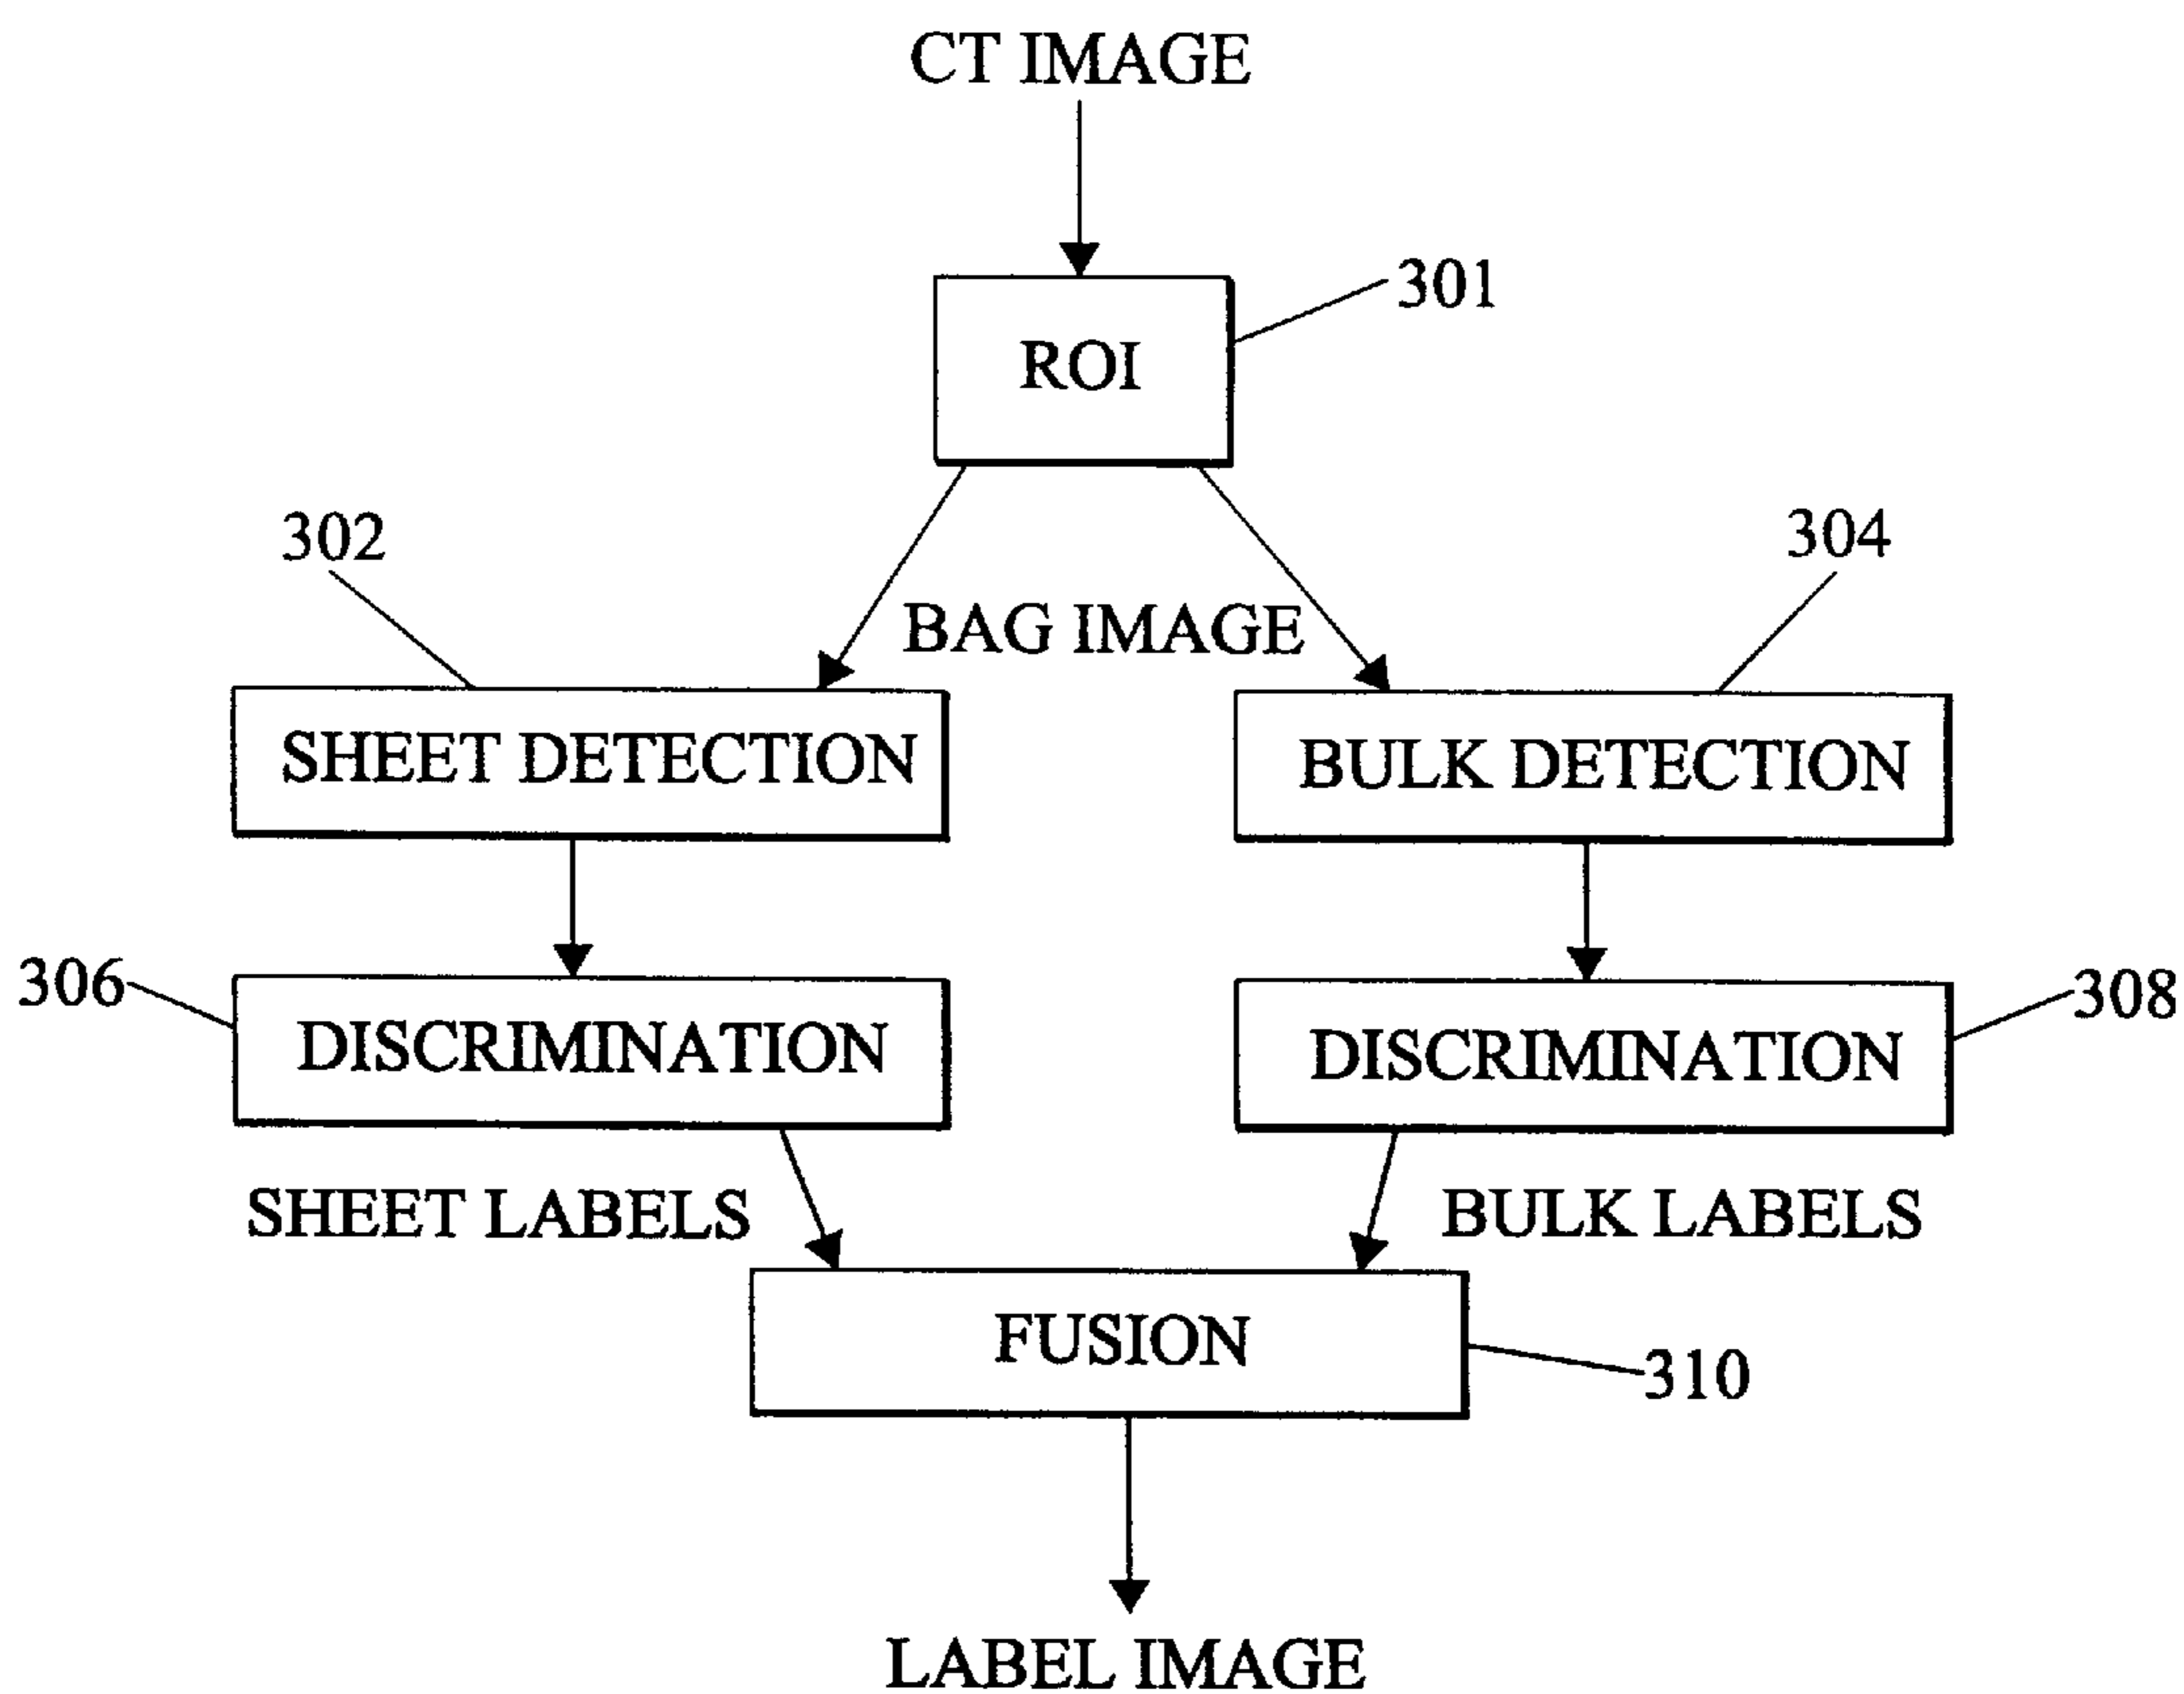 CT IMAGE
301
ROI
302
304
BAG IMAGE
SHEET DETECTION
BULK DETECTION
306
DISCRIMINATION
DISCRIMINATION
308
SHEET LABELS
BULK LABELS
FUSION
310
LABEL IMAGE